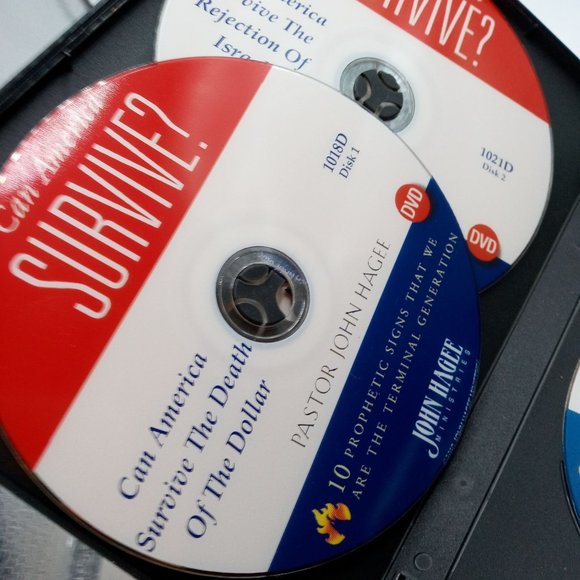 Can America
SURVIVE?
Can America
Survive The Death
Of The Dollar
1018D
Disk 1
DVD
PASTOR JOHN HAGEE
10 PROPHETIC SIGNS THAT WE
ARE THE TERMINAL GENERATION
JOHN HAGEE
MINISTRIES
SURVIVE?
America
Survive The
Rejection Of
1021D
Disk 2
DVD